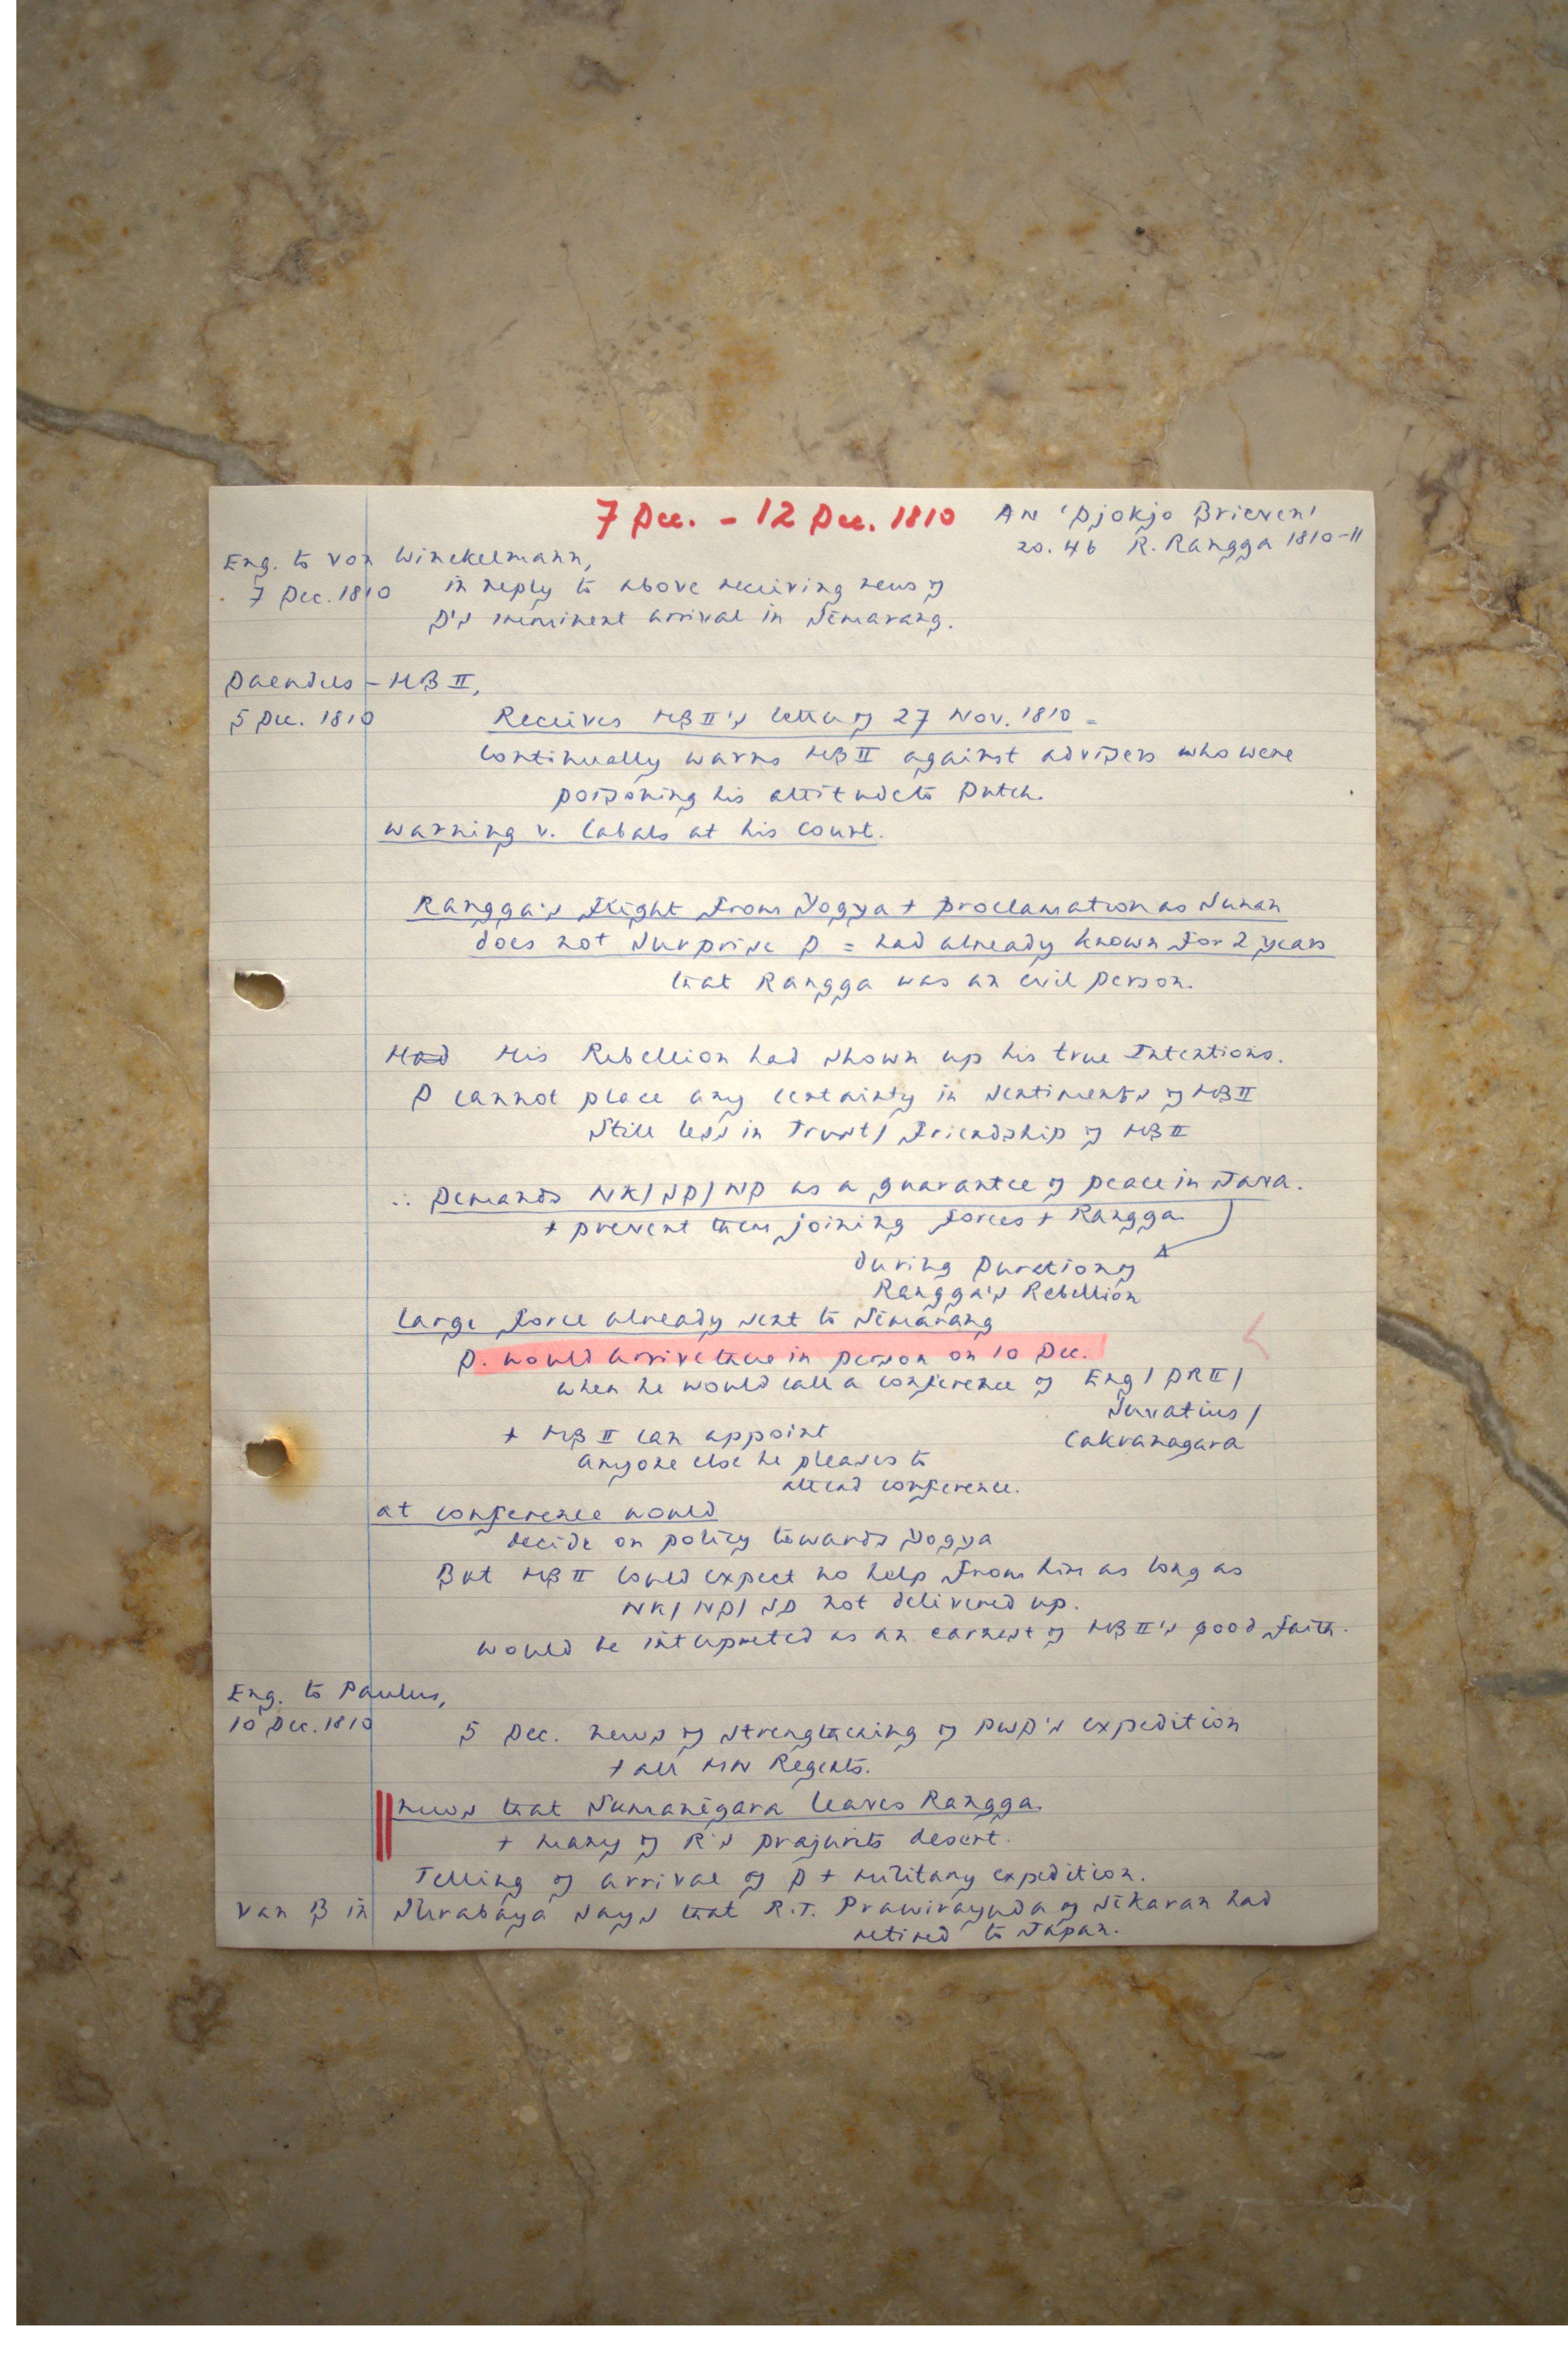 7 Dec. - 12 Dec. 1810
AN 'Djokjo Brieven'
20. 46 R. Rangga 1810-11
Eng. to von Winckelmann,
7 Dec. 1810 in reply to above receiving news of
D's imminent arrival in Semarang.
Daendels - HB II,
5 Dec. 1810 Receives HB II's letter of 27 Nov. 1810 =
continually warns HB II against advisers who were
poisoning his attitude to Dutch.
Warning v. Cabals at his court.
Rangga's flight from Yogya + proclamation as Sunan
does not surprise D = had already known for 2 years
that Rangga was an evil person.
Had His Rebellion had shown up his true Intentions.
D cannot place any certainty in sentiments of HB II
Still less in Trust/ friendship of HB II
∴ Demands NK/ND/NP as a guarantee of peace in Java.
+ prevent them joining forces + Rangga.
during Duration of
Rangga's Rebellion
Large force already sent to Semarang
D. would arrive there in person on 10 Dec.
when he would call a conference of Eng/ DR II/
Servatius/
Cakranagara
+ HB II can appoint
anyone else he pleases to
attend conference.
at conference would
decide on policy towards Yogya
But HB II could expect no help from him as long as
NK/ ND/ not delivered up.
would be interpreted as an earnest of HB II's good faith.
Eng. to Paulus,
10 Dec. 1810 5 Dec. news of strengthening of PWD's expedition
+ all MN Regents.
news that Sumanegara leaves Rangga.
+ many of R's prajurits desert.
Telling of arrival of D + military expedition.
Van B in Surabaya says that R.T. Prawirayuda of Sekaran had
retired to Japan.